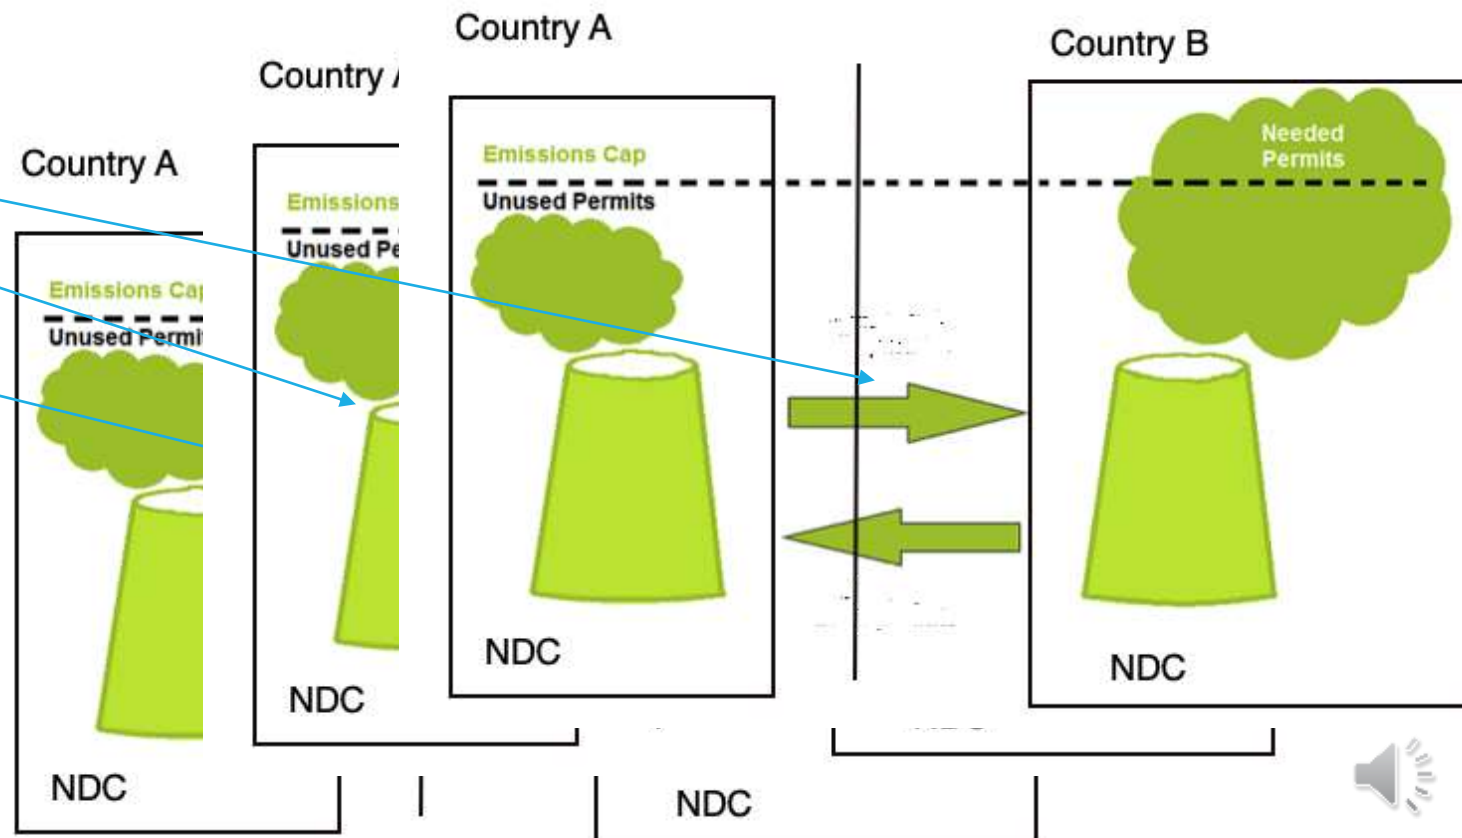 Country A
Emissions Cap
Unused Permits
NDC
Country B
Needed
Permits
NDC
Country
Emissions
Unused Pe
NDC
Country A
Emissions Cap
Unused Permit
NDC
NDC